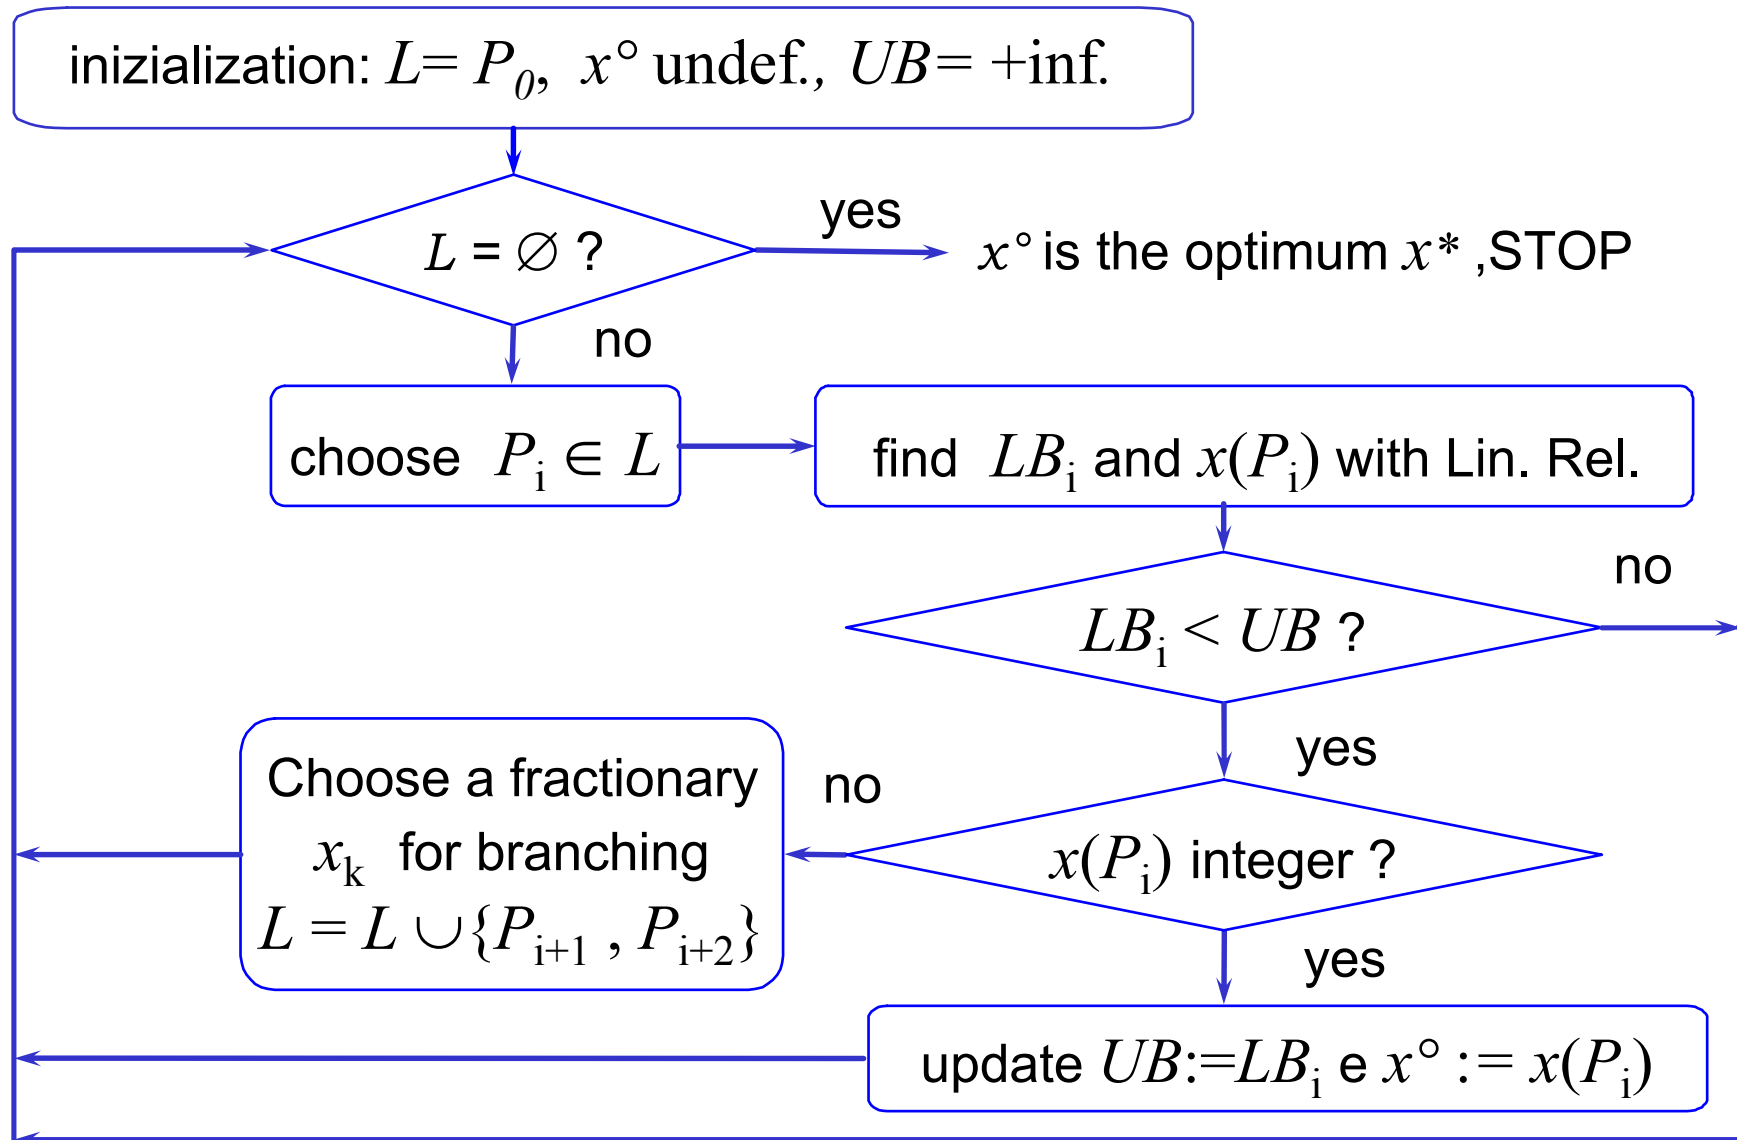 inizialization: L= P₀, x° undef., UB= +inf.
yes
L = ∅ ?
x° is the optimum x* ,STOP
no
choose Pᵢ ∈ L
find LBᵢ and x(Pᵢ) with Lin. Rel.
no
LBᵢ < UB ?
yes
Choose a fractionary
xₖ for branching
L = L ∪{Pᵢ₊₁ , Pᵢ₊₂}
no
x(Pᵢ) integer ?
yes
update UB:=LBᵢ e x° := x(Pᵢ)